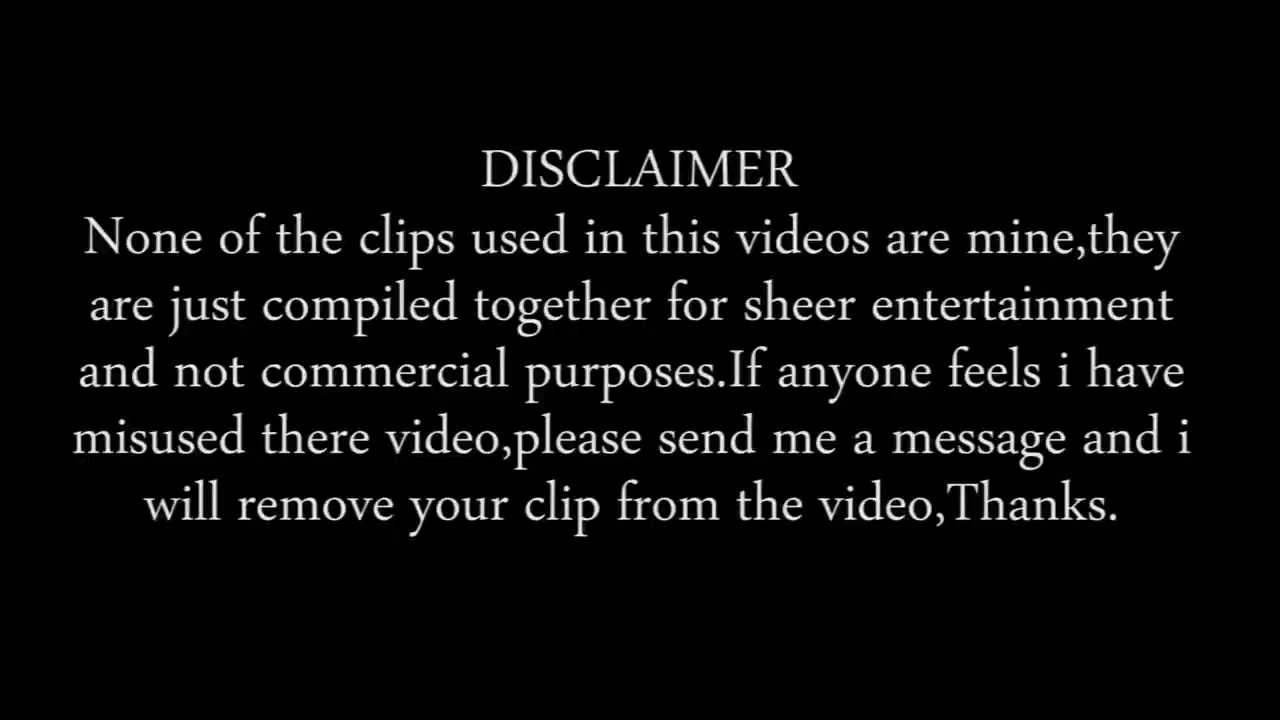 DISCLAIMER
None of the clips used in this videos are mine,they
are just compiled together for sheer entertainment
and not commercial purposes.If anyone feels i have
misused there video,please send me a message and i
will remove your clip from the video,Thanks.